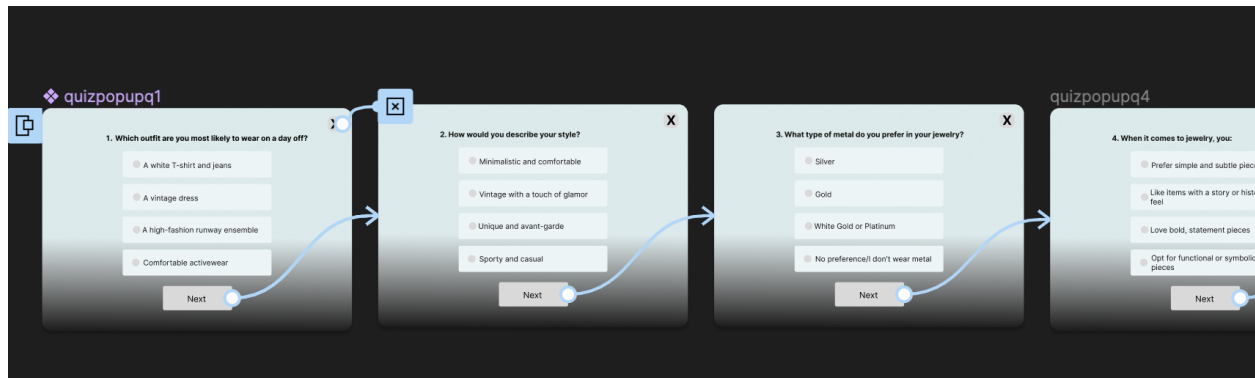 quizpopupq1
X
1. Which outfit are you most likely to wear on a day off?
A white T-shirt and jeans
A vintage dress
A high-fashion runway ensemble
Comfortable activewear
Next
X
2. How would you describe your style?
Minimalistic and comfortable
Vintage with a touch of glamor
Unique and avant-garde
Sporty and casual
Next
X
3. What type of metal do you prefer in your jewelry?
Silver
Gold
White Gold or Platinum
No preference/I don't wear metal
Next
quizpopupq4
4. When it comes to jewelry, you:
Prefer simple and subtle
Like items with a story or
feel
Love bold, statement pieces
Opt for functional or
pieces
Next